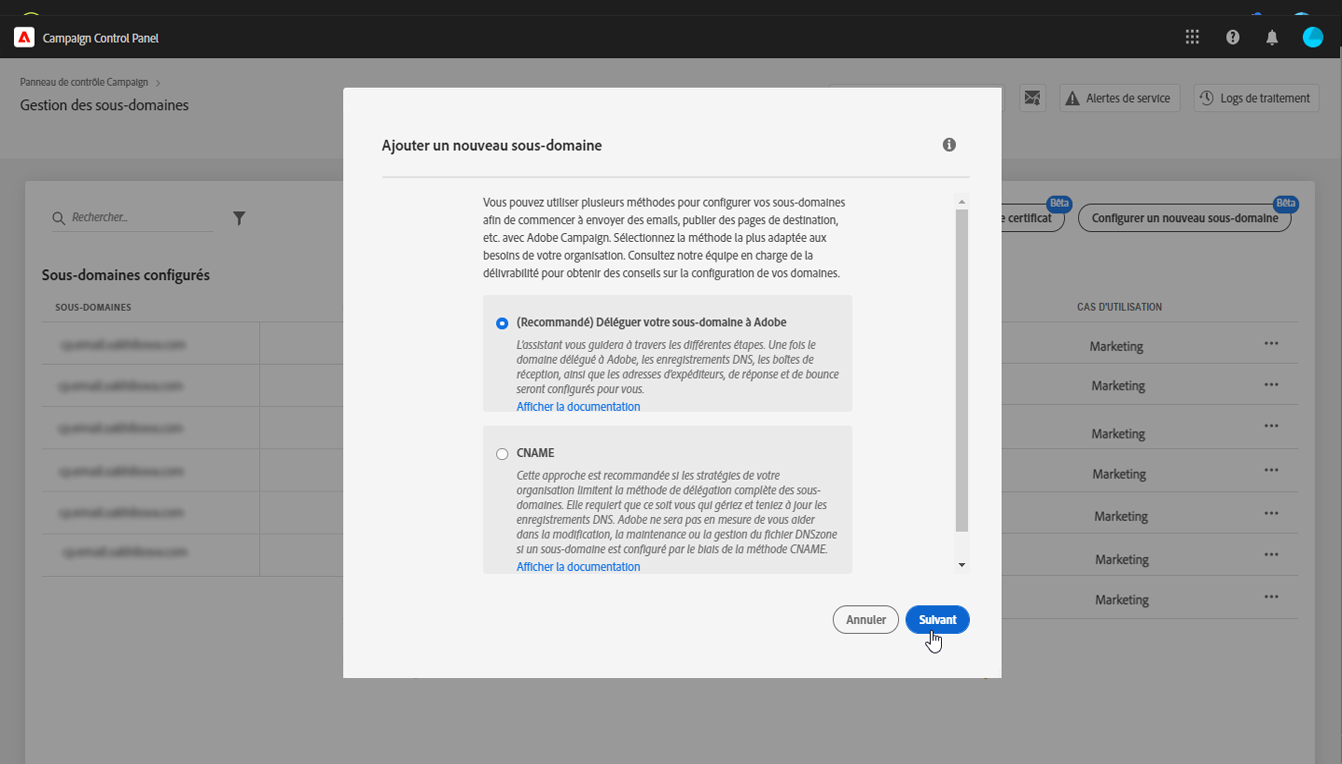 Campaign Control Panel
Panneau de contrôle Campaign
Gestion des sous-domaines
Alertes de service
Logs de traitement
Ajouter un nouveau sous-domaine
Rechercher...
Bêta
e certificat
Bêta
Configurer un nouveau sous-domaine
Sous-domaines configurés
SOUS-DOMAINES
CAS D'UTILISATION
Marketing
Marketing
Marketing
Marketing
Marketing
Marketing
Marketing
Vous pouvez utiliser plusieurs méthodes pour configurer vos sous-domaines
afin de commencer à envoyer des emails, publier des pages de destination,
etc. avec Adobe Campaign. Sélectionnez la méthode la plus adaptée aux
besoins de votre organisation. Consultez notre équipe en charge de la
délivrabilité pour obtenir des conseils sur la configuration de vos domaines.
(Recommandé) Déléguer votre sous-domaine à Adobe
L'assistant vous guidera à travers les différentes étapes. Une fois le
domaine délégué à Adobe, les enregistrements DNS, les boîtes de
réception, ainsi que les adresses d'expéditeurs, de réponse et de bounce
seront configurés pour vous.
Afficher la documentation
CNAME
Cette approche est recommandée si les stratégies de votre
organisation limitent la méthode de délégation complète des sous-
domaines. Elle requiert que ce soit vous qui gériez et teniez à jour les
enregistrements DNS. Adobe ne sera pas en mesure de vous aider
dans la modification, la maintenance ou la gestion du fichier DNSzone
si un sous-domaine est configuré par le biais de la méthode CNAME.
Afficher la documentation
Annuler
Suivant